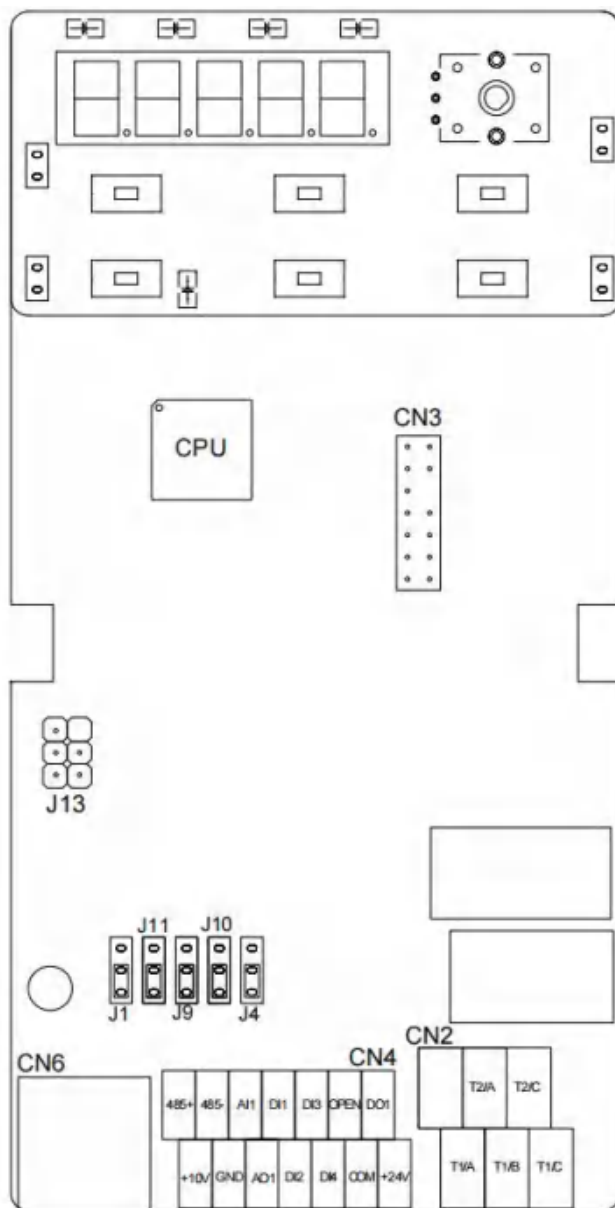 CN3
CPU
J13
J11 J10
J1 J9 J4
CN6 CN4 CN2
485+ 485- AI1 DI1 DI3 OPEN DO1 T2/A T2/C
+10V GND AO1 DI2 DI4 COM +24V T1/A T1/B T1/C